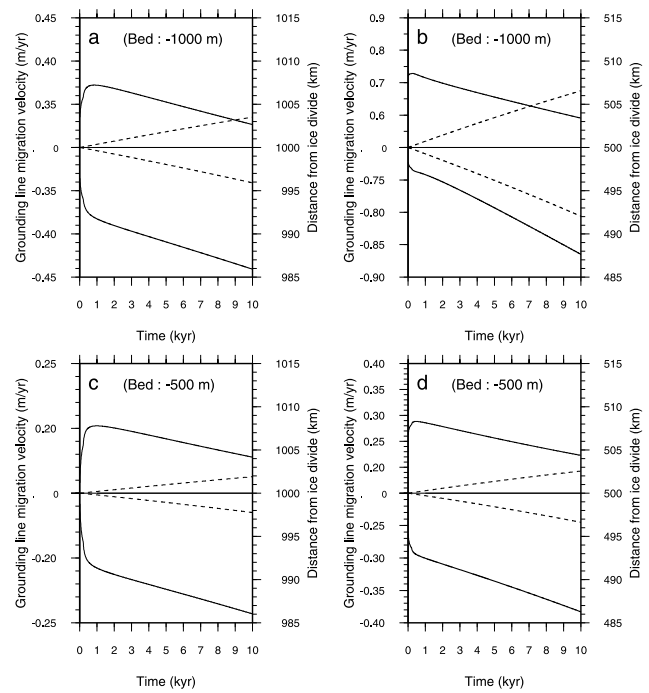 a (Bed : -1000 m)
Grounding line migration velocity (m/yr)
0.45
0.35
0
-0.35
-0.40
-0.45
1015
1010
1005
1000
995
990
985
Distance from ice divide (km)
0 1 2 3 4 5 6 7 8 9 10
Time (kyr)
b (Bed : -1000 m)
Grounding line migration velocity (m/yr)
0.9
0.7
0.6
0
-0.75
-0.80
-0.85
-0.90
515
510
505
500
495
490
485
Distance from ice divide (km)
0 1 2 3 4 5 6 7 8 9 10
Time (kyr)
c (Bed : -500 m)
Grounding line migration velocity (m/yr)
0.25
0.20
0
-0.20
-0.25
1015
1010
1005
1000
995
990
985
Distance from ice divide (km)
0 1 2 3 4 5 6 7 8 9 10
Time (kyr)
d (Bed : -500 m)
Grounding line migration velocity (m/yr)
0.40
0.35
0.30
0.20
0
-0.25
-0.30
-0.35
-0.40
515
510
505
500
495
490
485
Distance from ice divide (km)
0 1 2 3 4 5 6 7 8 9 10
Time (kyr)